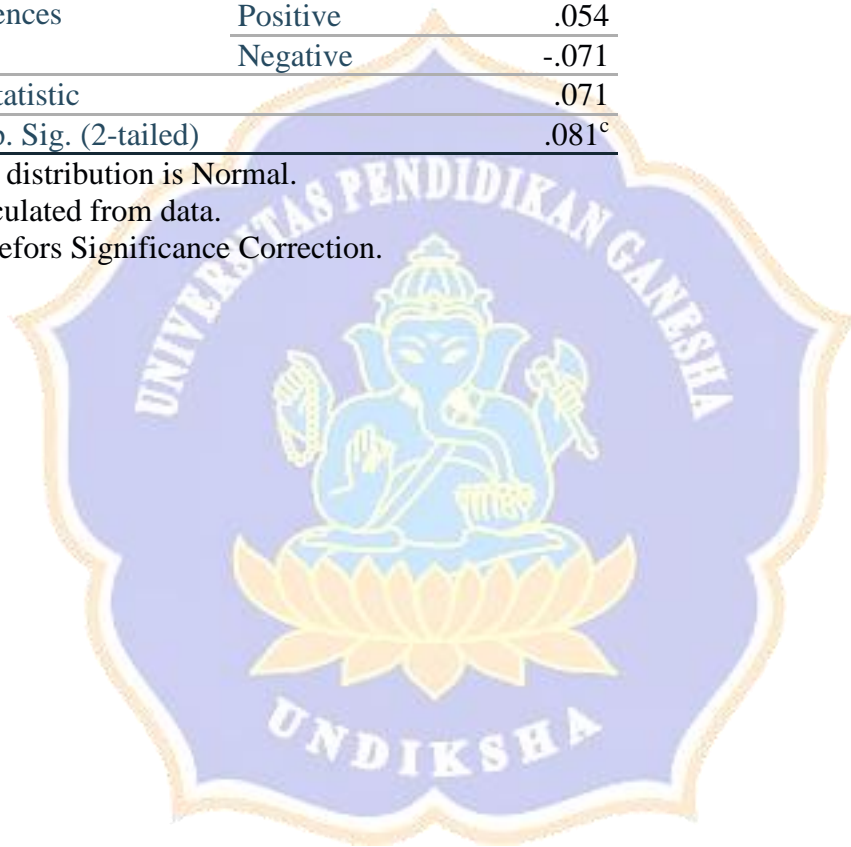 ences Positive .054
Negative -.071
tatistic .071
p. Sig. (2-tailed) .081c
distribution is Normal.
culated from data.
efors Significance Correction.
UNIVERSITAS PENDIDIKAN GANESHA
UNDIKSHA